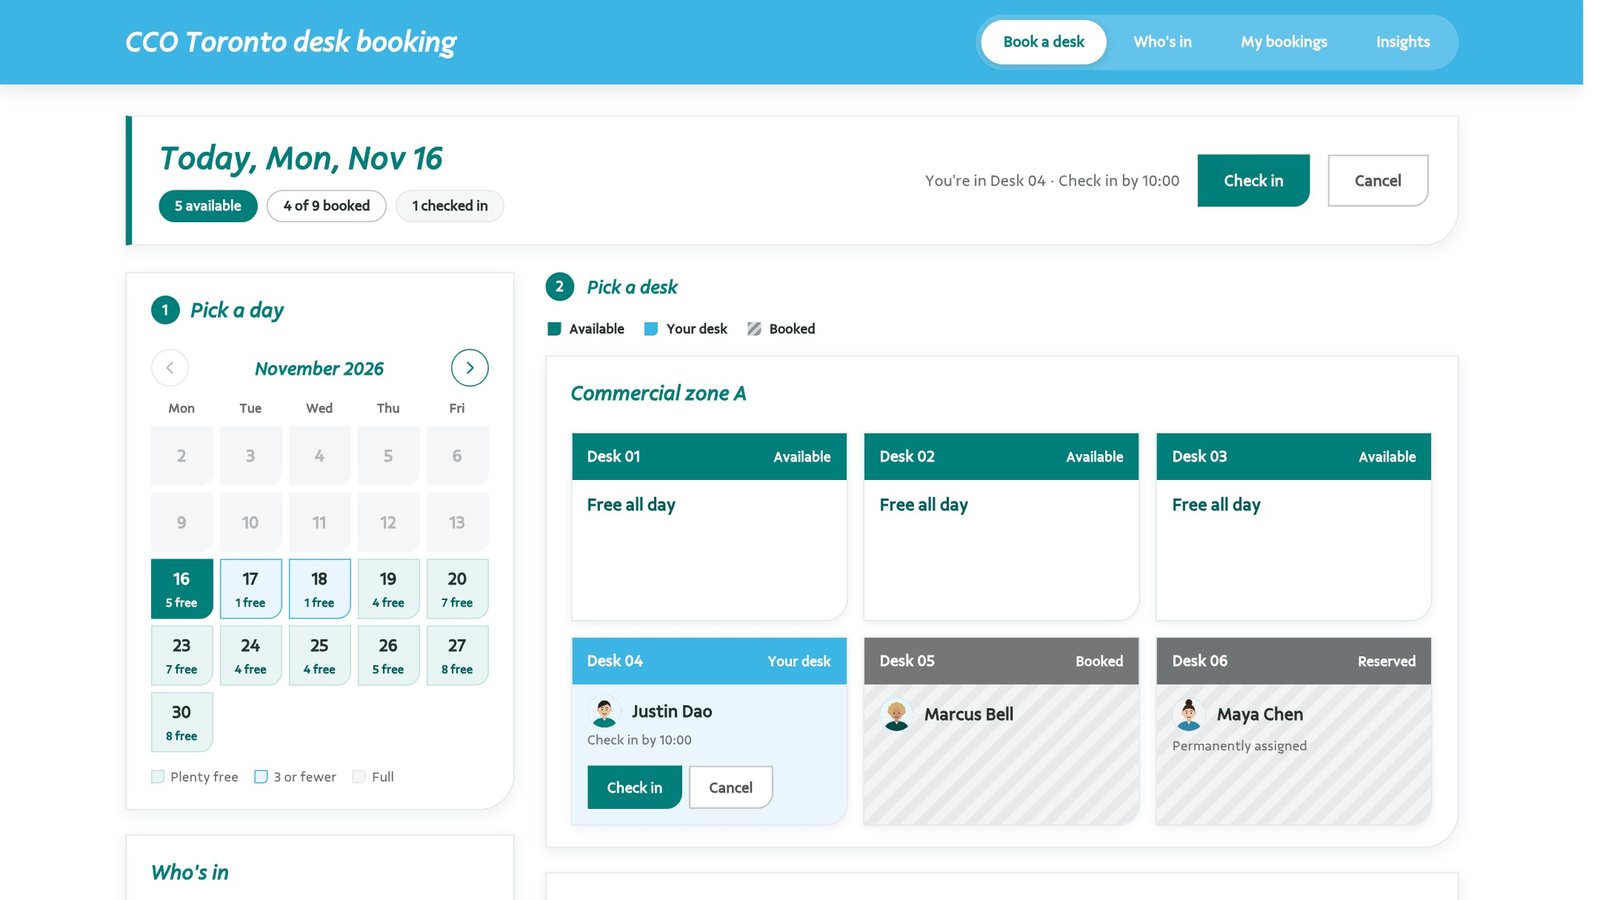 CCO Toronto desk booking
Book a desk
Who's in
My bookings
Insights
Today, Mon, Nov 16
5 available
4 of 9 booked
1 checked in
You're in Desk 04 · Check in by 10:00
Check in
Cancel
1 Pick a day
November 2026
Mon Tue Wed Thu Fri
2 3 4 5 6
9 10 11 12 13
16 17 18 19 20
5 free 1 free 1 free 4 free 7 free
23 24 25 26 27
7 free 4 free 4 free 5 free 8 free
30
8 free
Plenty free 3 or fewer Full
Who's in
2 Pick a desk
Available Your desk Booked
Commercial zone A
Desk 01 Available
Free all day
Desk 02 Available
Free all day
Desk 03 Available
Free all day
Desk 04 Your desk
Justin Dao
Check in by 10:00
Check in Cancel
Desk 05 Booked
Marcus Bell
Desk 06 Reserved
Maya Chen
Permanently assigned